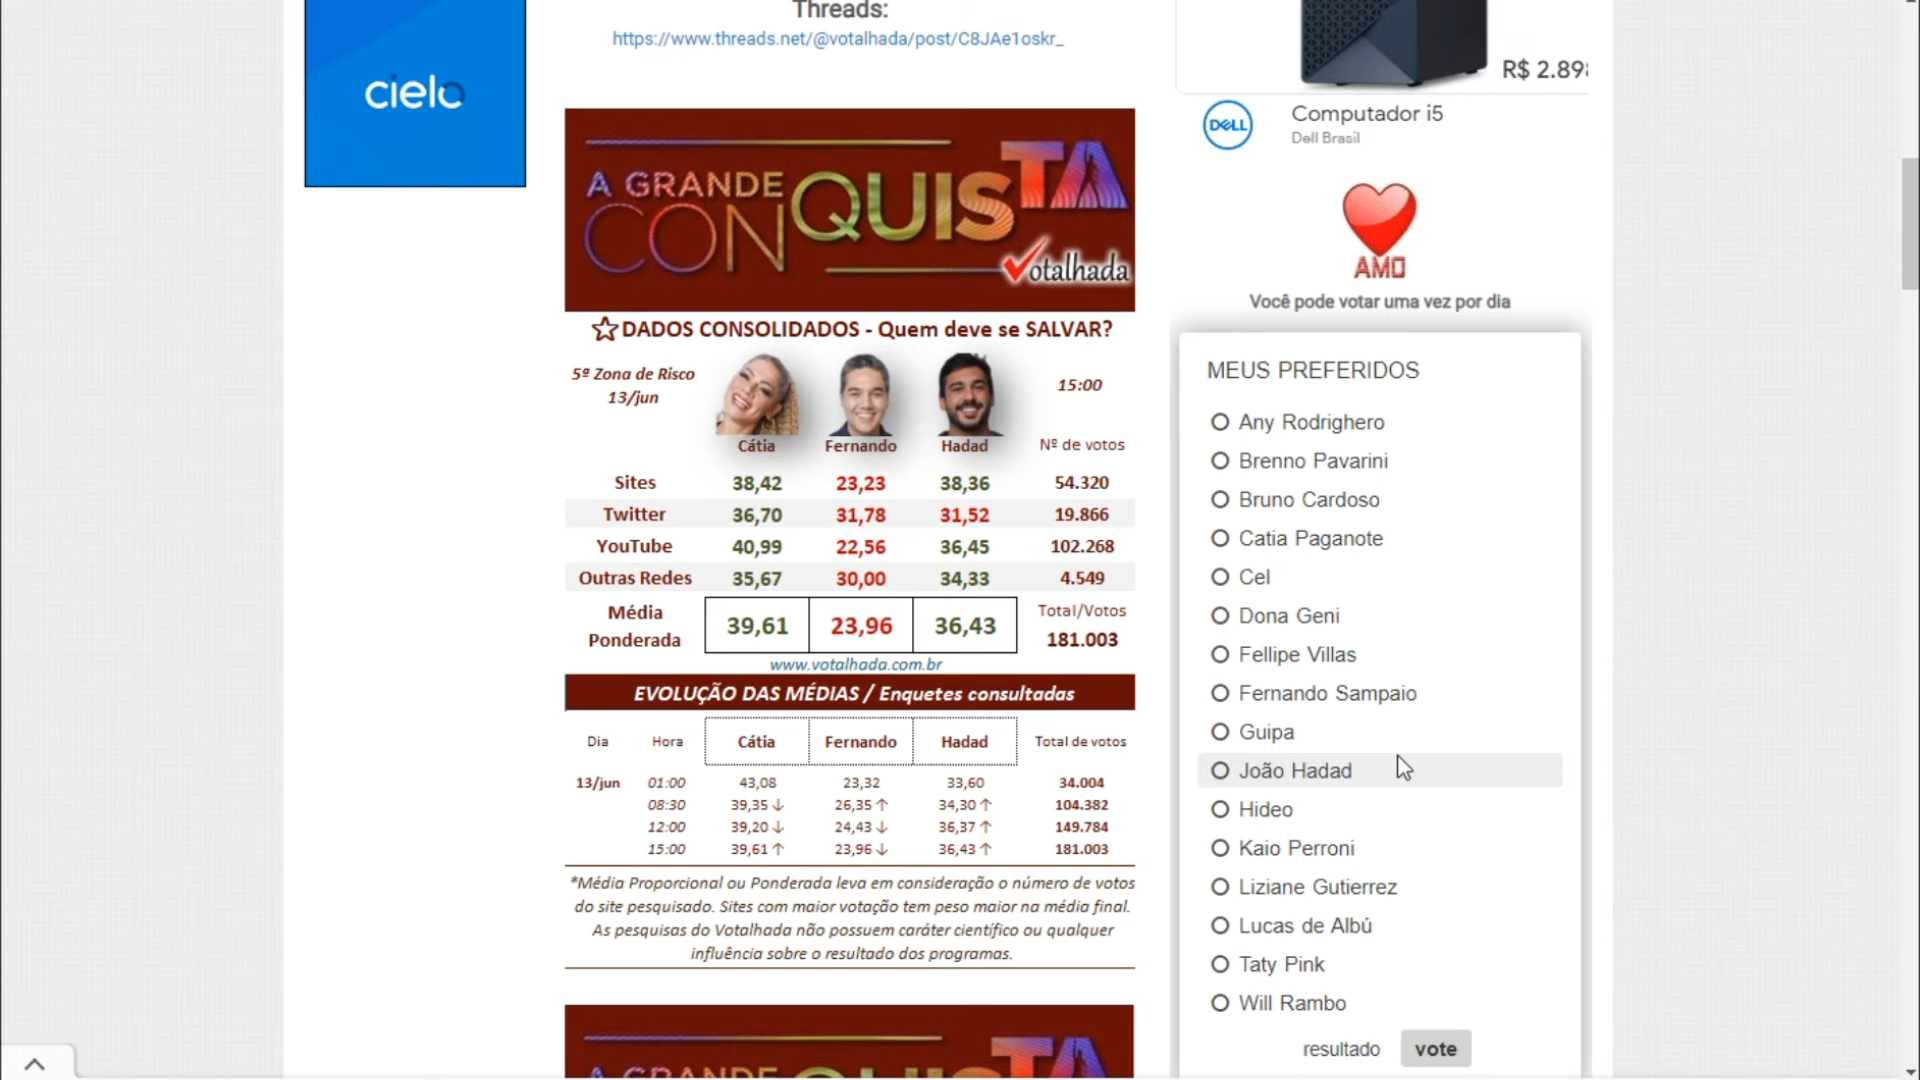 cielo
Threads:
https://www.threads.net/@votalhada/post/C8JAe1oskr_
A GRANDE
CONQUISTA
Votalhada
DADOS CONSOLIDADOS - Quem deve se SALVAR?
5ª Zona de Risco
13/jun
15:00
Cátia Fernando Hadad Nº de votos
Sites 38,42 23,23 38,36 54.320
Twitter 36,70 31,78 31,52 19.866
YouTube 40,99 22,56 36,45 102.268
Outras Redes 35,67 30,00 34,33 4.549
Média
Ponderada
39,61 23,96 36,43
Total/Votos
181.003
www.votalhada.com.br
EVOLUÇÃO DAS MÉDIAS / Enquetes consultadas
Dia Hora Cátia Fernando Hadad Total de votos
13/jun 01:00 43,08 23,32 33,60 34.004
08:30 39,35↓ 26,35↑ 34,30↑ 104.382
12:00 39,20↓ 24,43↓ 36,37↑ 149.784
15:00 39,61↑ 23,96↓ 36,43↑ 181.003
*Média Proporcional ou Ponderada leva em consideração o número de votos
do site pesquisado. Sites com maior votação tem peso maior na média final.
As pesquisas do Votalhada não possuem caráter científico ou qualquer
influência sobre o resultado dos programas.
R$ 2.898
DELL
Computador i5
Dell Brasil
AMO
Você pode votar uma vez por dia
MEUS PREFERIDOS
Any Rodrighero
Brenno Pavarini
Bruno Cardoso
Catia Paganote
Cel
Dona Geni
Fellipe Villas
Fernando Sampaio
Guipa
João Hadad
Hideo
Kaio Perroni
Liziane Gutierrez
Lucas de Albú
Taty Pink
Will Rambo
resultado vote